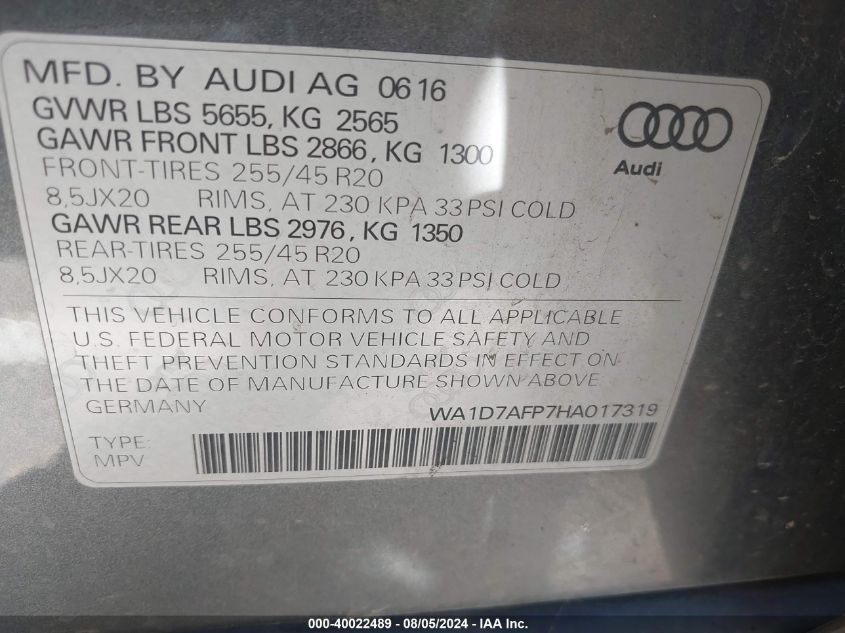 MFD. BY AUDI AG 06 16
GVWR LBS 5655, KG 2565
GAWR FRONT LBS 2866, KG 1300
FRONT-TIRES 255/45 R20
8,5JX20 RIMS, AT 230 KPA 33 PSI COLD
GAWR REAR LBS 2976, KG 1350
REAR-TIRES 255/45 R20
8,5JX20 RIMS, AT 230 KPA 33 PSI COLD
Audi
THIS VEHICLE CONFORMS TO ALL APPLICABLE
U.S. FEDERAL MOTOR VEHICLE SAFETY AND
THEFT PREVENTION STANDARDS IN EFFECT ON
THE DATE OF MANUFACTURE SHOWN ABOVE.
GERMANY WA1D7AFP7HA017319
TYPE:
MPV
000-40022489 - 08/05/2024 - IAAI Inc.